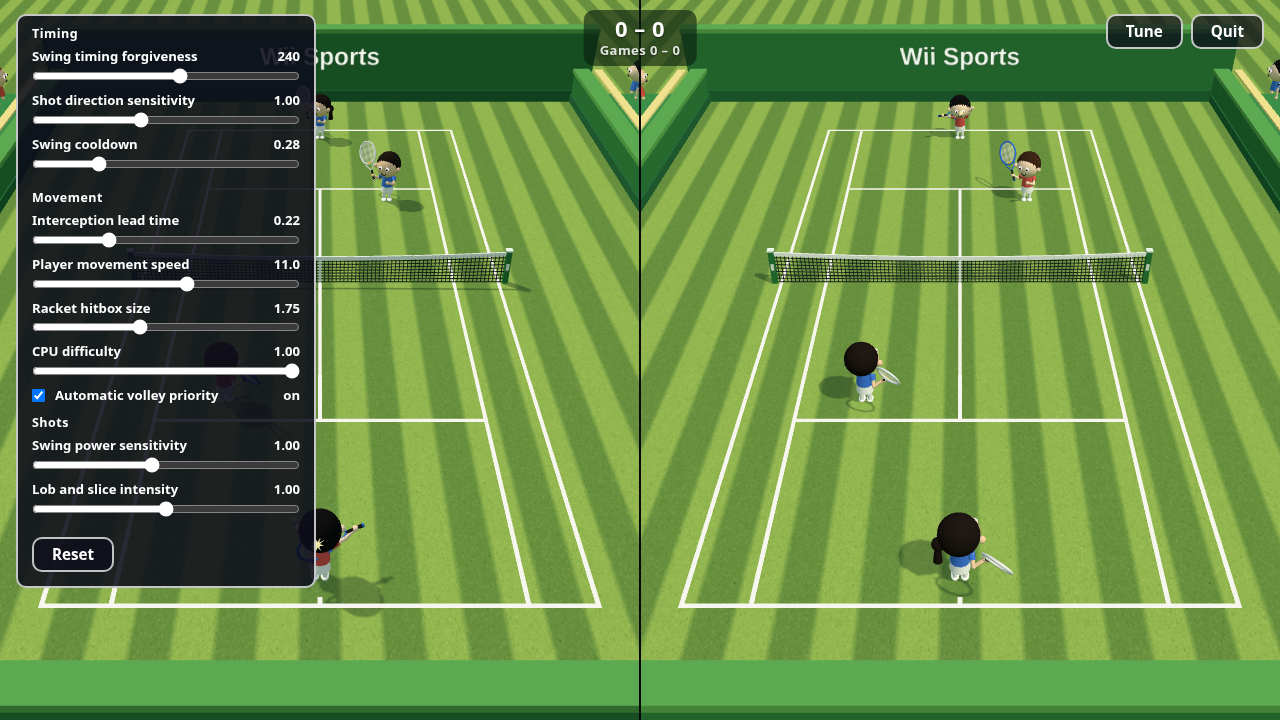 Timing
Swing timing forgiveness 240
Shot direction sensitivity 1.00
Swing cooldown 0.28
Movement
Interception lead time 0.22
Player movement speed 11.0
Racket hitbox size 1.75
CPU difficulty 1.00
Automatic volley priority on
Shots
Swing power sensitivity 1.00
Lob and slice intensity 1.00
Reset
Wii Sports
0 – 0
Games 0 – 0
Wii Sports
Tune
Quit